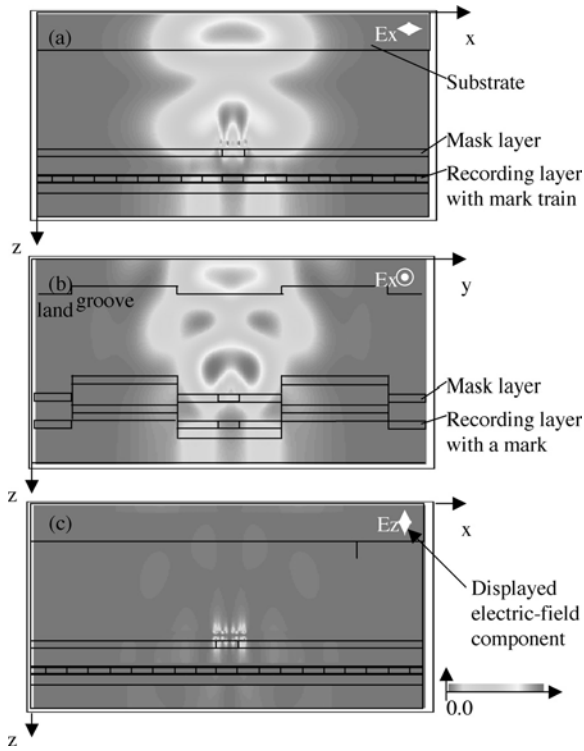 (a)
Ex
x
Substrate
Mask layer
Recording layer
with mark train
z
(b)
Ex
y
land
groove
Mask layer
Recording layer
with a mark
z
(c)
Ez
x
Displayed
electric-field
component
0.0
z